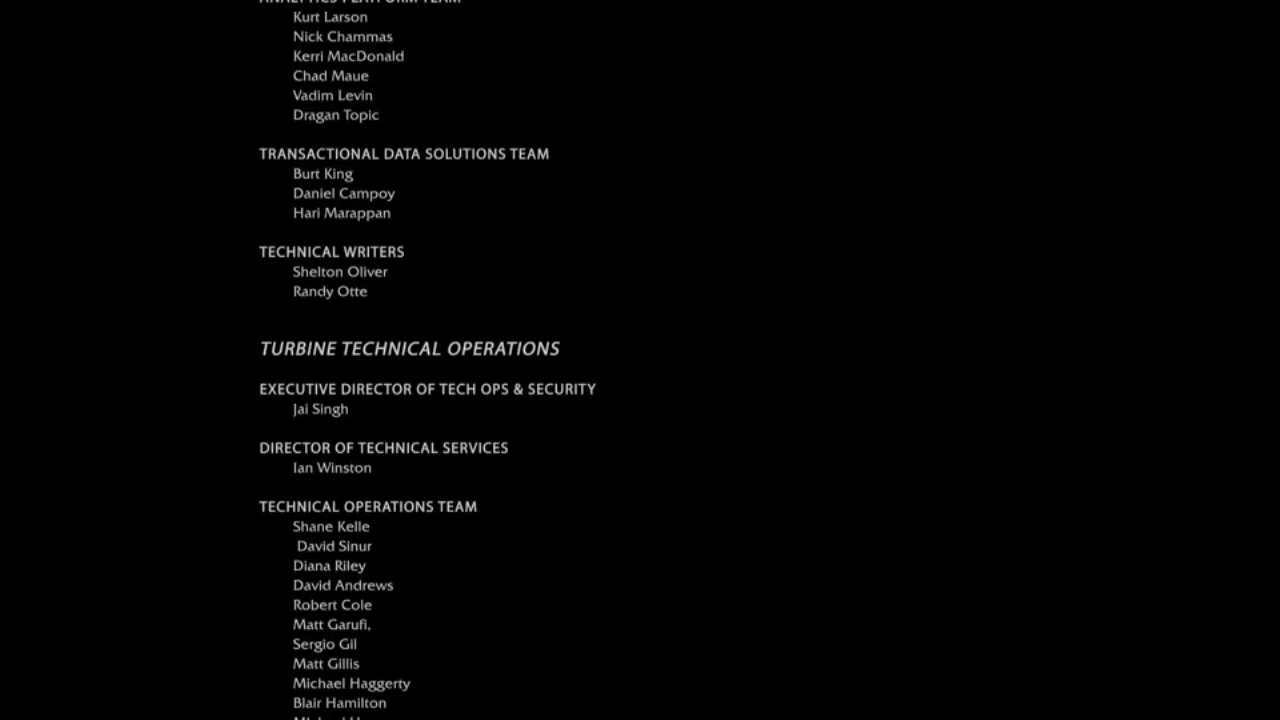 ANALYTICS PLATFORM TEAM
Kurt Larson
Nick Chammas
Kerri MacDonald
Chad Maue
Vadim Levin
Dragan Topic
TRANSACTIONAL DATA SOLUTIONS TEAM
Burt King
Daniel Campoy
Hari Marappan
TECHNICAL WRITERS
Shelton Oliver
Randy Otte
TURBINE TECHNICAL OPERATIONS
EXECUTIVE DIRECTOR OF TECH OPS & SECURITY
Jai Singh
DIRECTOR OF TECHNICAL SERVICES
Ian Winston
TECHNICAL OPERATIONS TEAM
Shane Kelle
David Sinur
Diana Riley
David Andrews
Robert Cole
Matt Garufi,
Sergio Gil
Matt Gillis
Michael Haggerty
Blair Hamilton